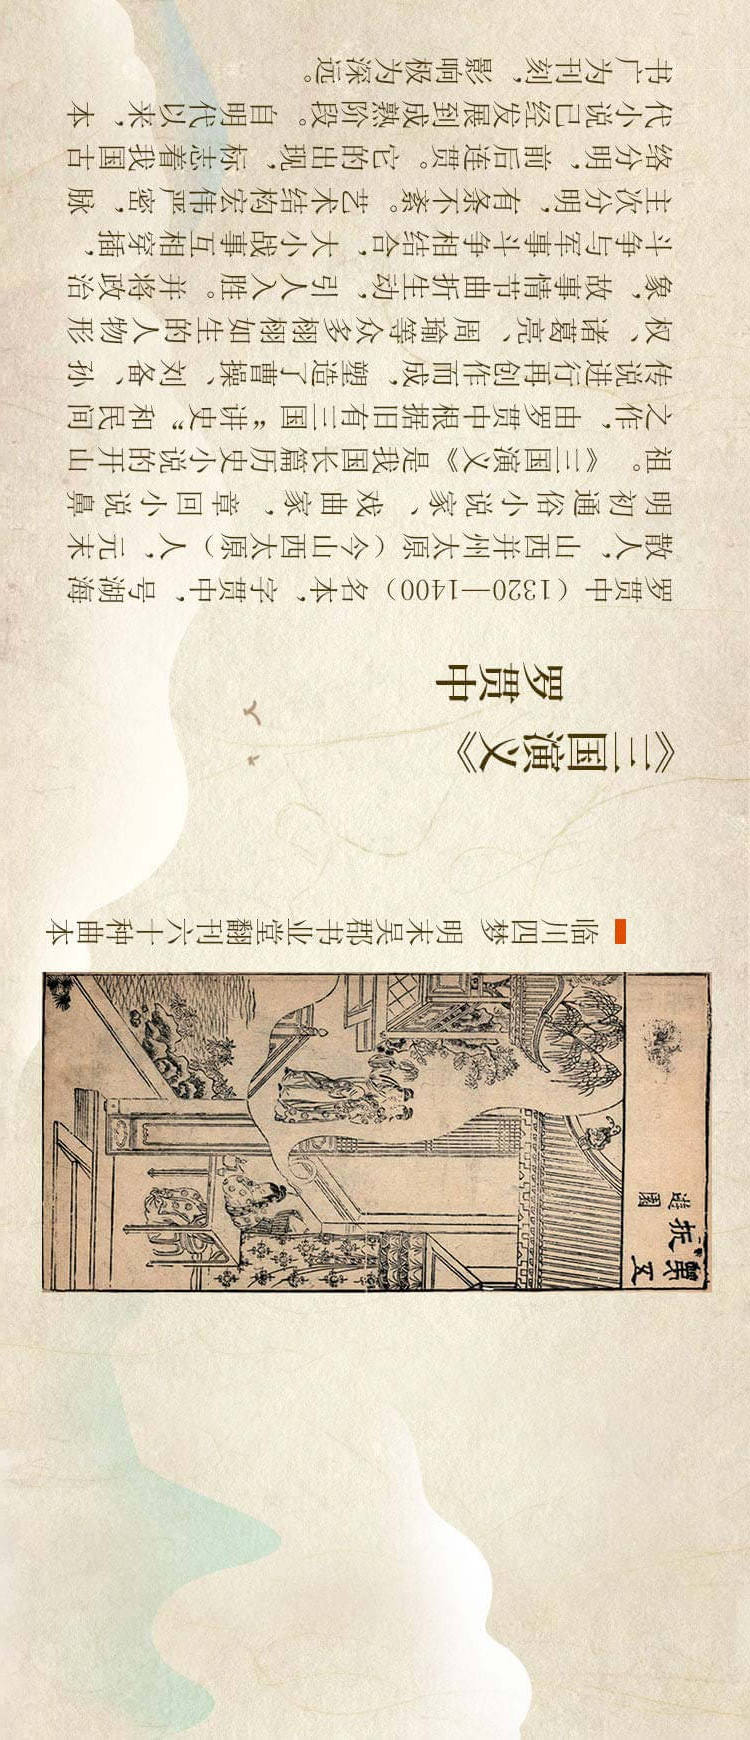 第五
折
遊園
临川四梦 明末吴郡书业堂翻刊六十种曲本
《三国演义》
罗贯中
罗贯中（1320—1400）名本，字贯中，号湖海
散人，山西并州太原（今山西太原）人，元末
明初通俗小说家、戏曲家，章回小说鼻
祖。《三国演义》是我国长篇历史小说的开山
之作，由罗贯中根据旧有三国“讲史”和民间
传说进行再创作而成，塑造了曹操、刘备、孙
权、诸葛亮、周瑜等众多栩栩如生的人物形
象，故事情节曲折生动，引人入胜。并将政治
斗争与军事斗争相结合，大小战事互相穿插，
主次分明，有条不紊。艺术结构宏伟严密，脉
络分明，前后连贯。它的出现，标志着我国古
代小说已经发展到成熟阶段。自明代以来，本
书广为刊刻，影响极为深远。